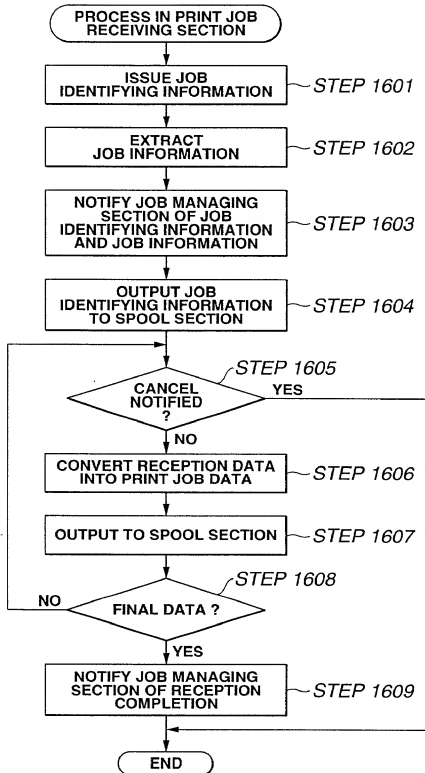 PROCESS IN PRINT JOB
RECEIVING SECTION
ISSUE JOB
IDENTIFYING INFORMATION
STEP 1601
EXTRACT
JOB INFORMATION
STEP 1602
NOTIFY JOB MANAGING
SECTION OF JOB
IDENTIFYING INFORMATION
AND JOB INFORMATION
STEP 1603
OUTPUT JOB
IDENTIFYING INFORMATION
TO SPOOL SECTION
STEP 1604
STEP 1605
CANCEL
NOTIFIED
?
YES
NO
CONVERT RECEPTION DATA
INTO PRINT JOB DATA
STEP 1606
OUTPUT TO SPOOL SECTION
STEP 1607
STEP 1608
NO
FINAL DATA ?
YES
NOTIFY JOB MANAGING
SECTION OF RECEPTION
COMPLETION
STEP 1609
END